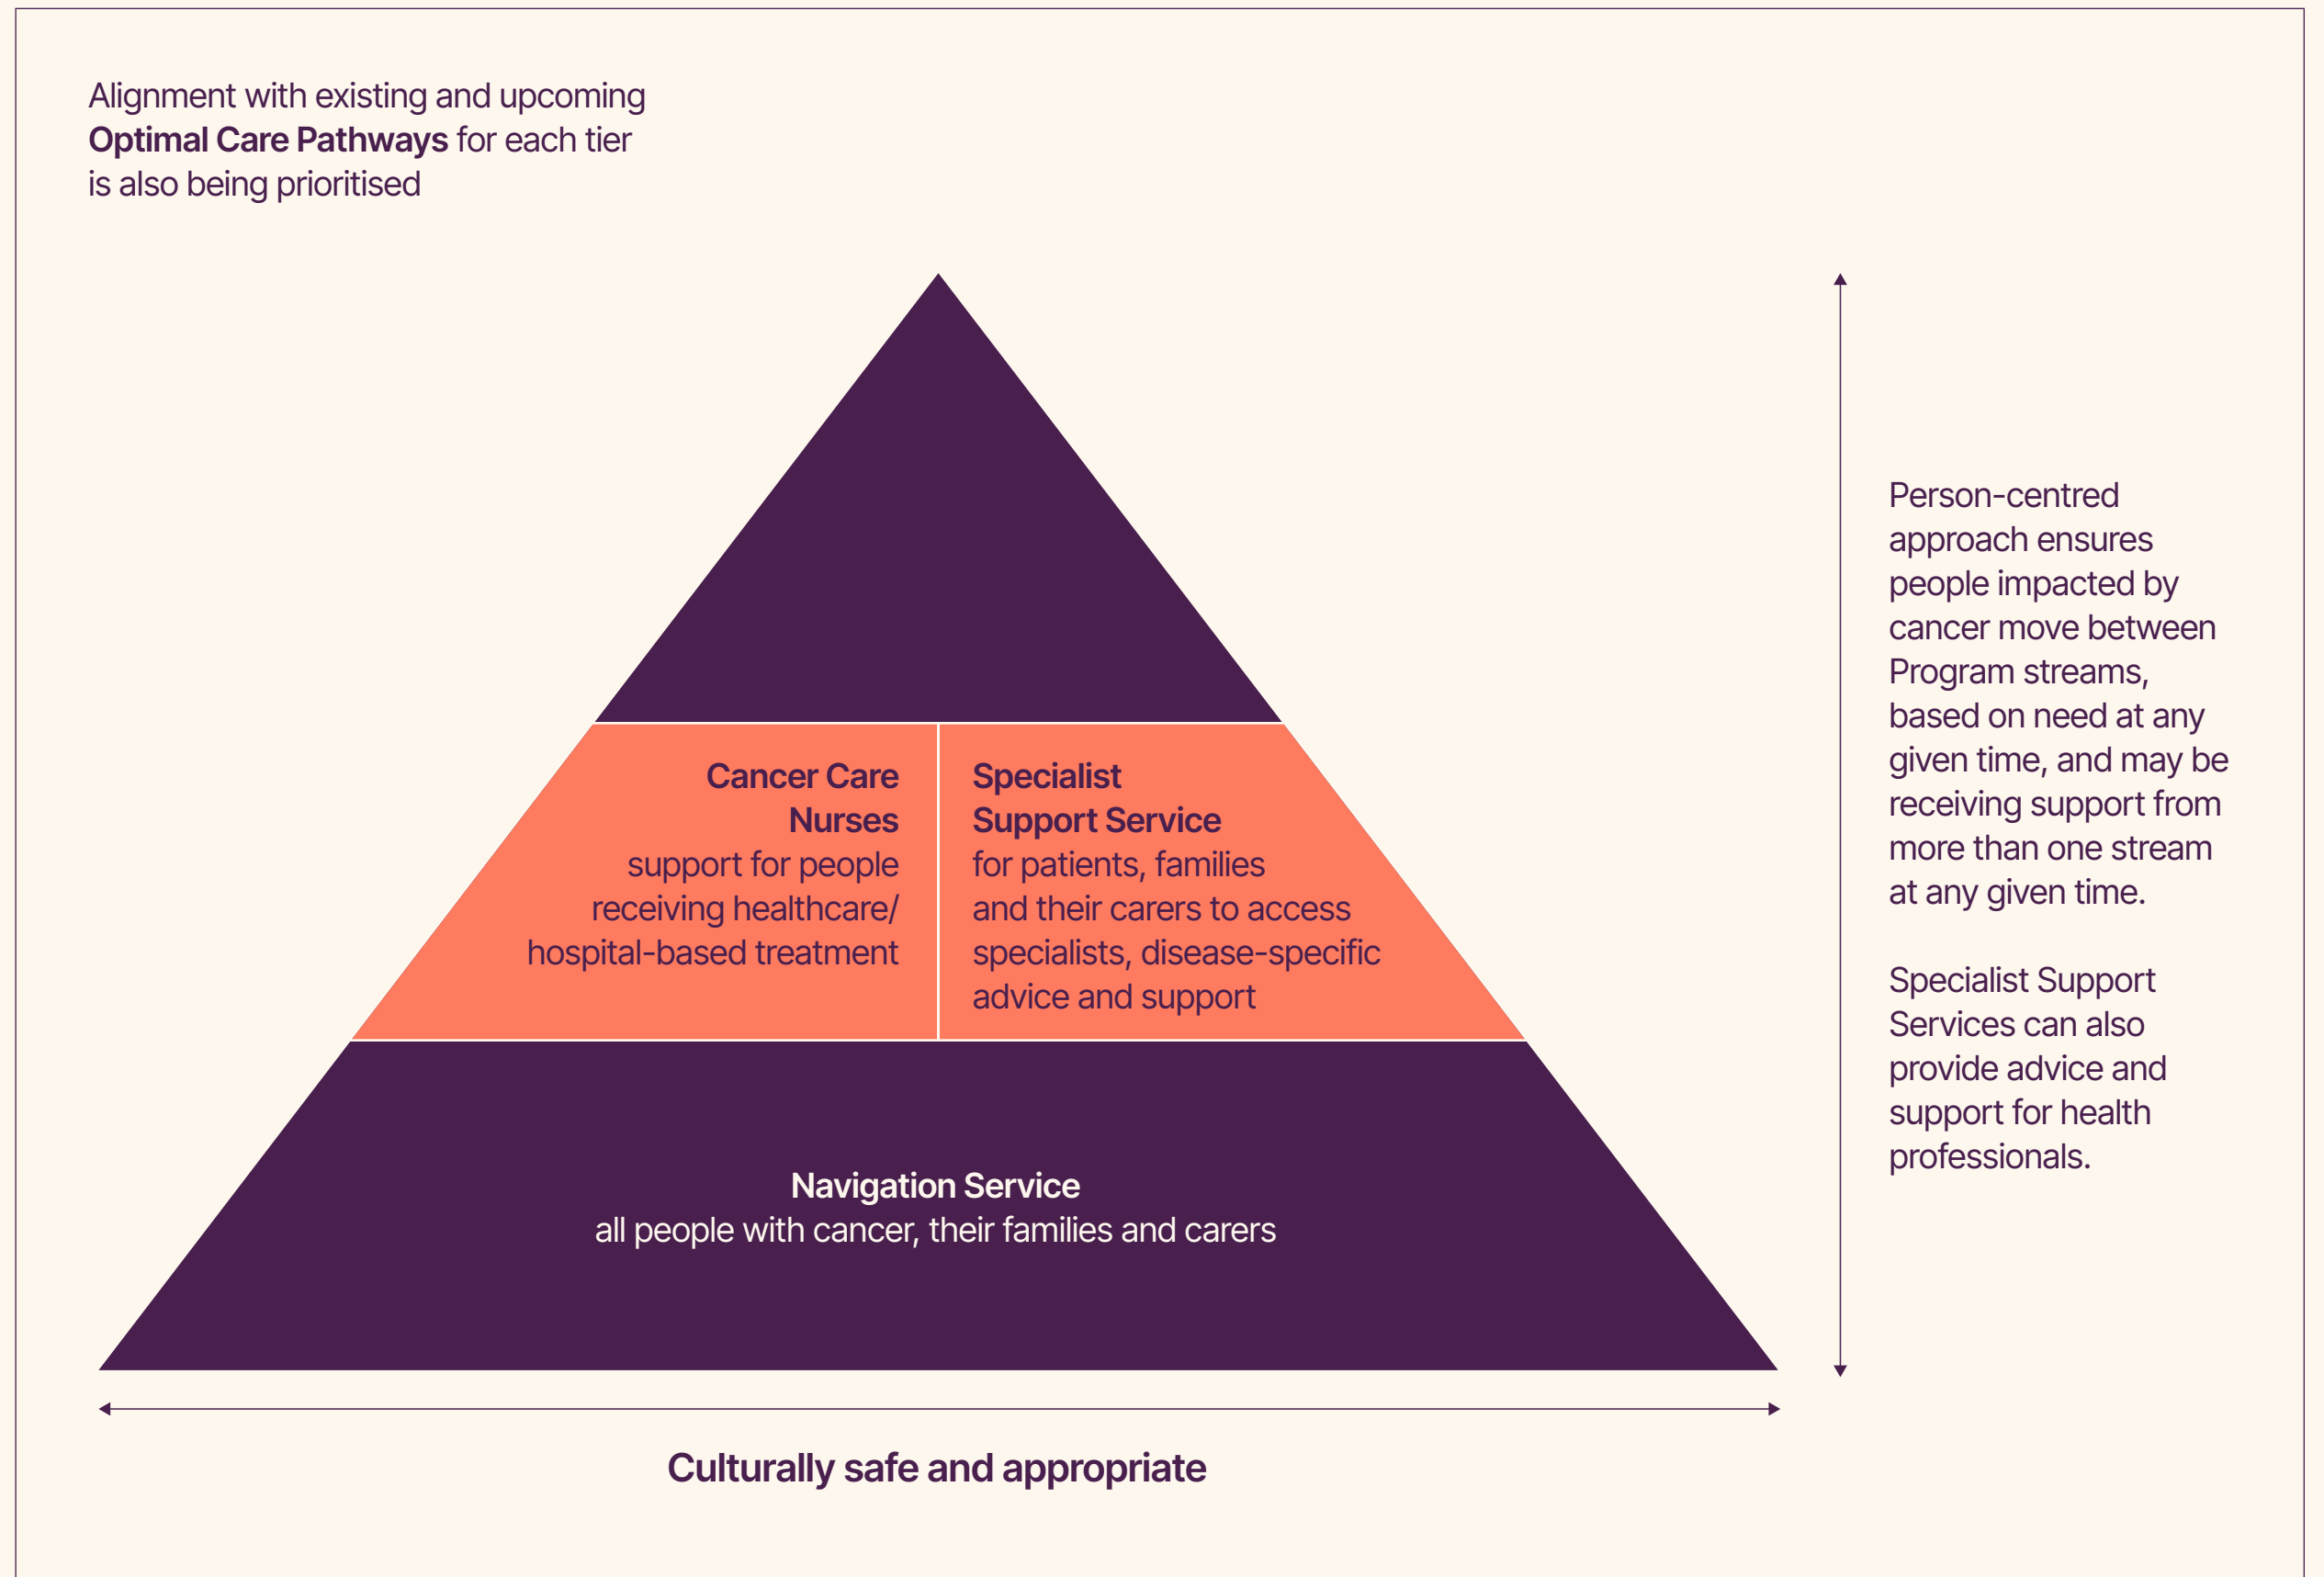 Alignment with existing and upcoming
Optimal Care Pathways for each tier
is also being prioritised
Cancer Care
Nurses
support for people
receiving healthcare/
hospital-based treatment
Specialist
Support Service
for patients, families
and their carers to access
specialists, disease-specific
advice and support
Navigation Service
all people with cancer, their families and carers
Culturally safe and appropriate
Person-centred
approach ensures
people impacted by
cancer move between
Program streams,
based on need at any
given time, and may be
receiving support from
more than one stream
at any given time.
Specialist Support
Services can also
provide advice and
support for health
professionals.